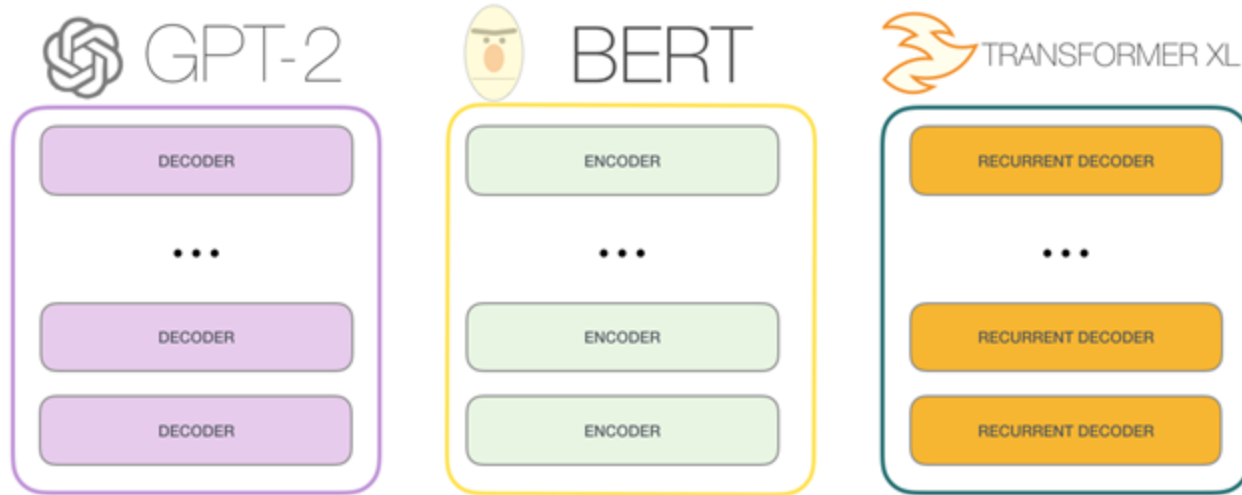 GPT-2
DECODER
...
DECODER
DECODER
BERT
ENCODER
...
ENCODER
ENCODER
TRANSFORMER XL
RECURRENT DECODER
...
RECURRENT DECODER
RECURRENT DECODER